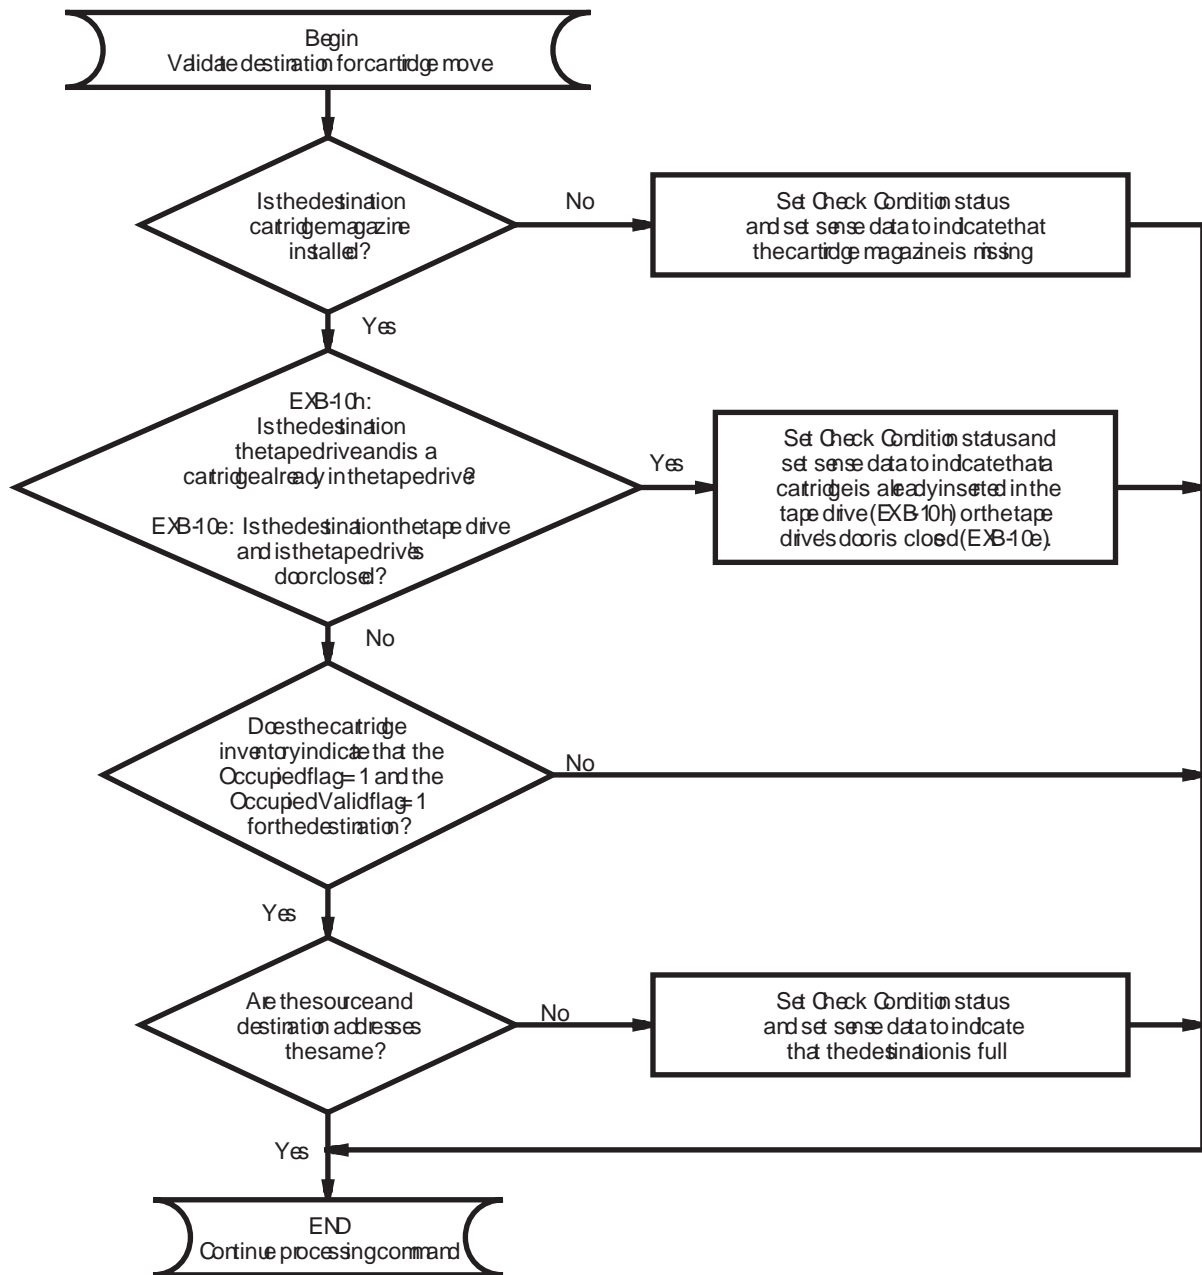 Begin
Validate destination for cartridge move
Is the destination
cartridge magazine
installed?
No
Set Check Condition status
and set sense data to indicate that
the cartridge magazine is missing
Yes
EXB-10h:
Is the destination
the tape drive and is a
cartridge already in the tape drive?
EXB-10e: Is the destination the tape drive
and is the tape drive's
door closed?
Yes
Set Check Condition status and
set sense data to indicate that a
cartridge is already inserted in the
tape drive (EXB-10h) or the tape
drive's door is closed (EXB-10e).
No
Does the cartridge
inventory indicate that the
Occupied flag = 1 and the
Occupied Valid flag = 1
for the destination?
No
Yes
Are the source and
destination addresses
the same?
No
Set Check Condition status
and set sense data to indicate
that the destination is full
Yes
END
Continue processing command